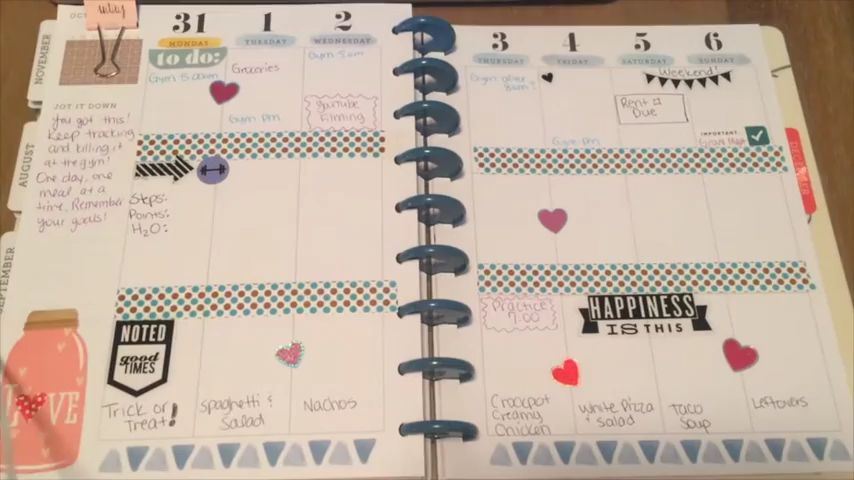 OCT
today
NOVEMBER
AUGUST
SEPTEMBER
JOT IT DOWN
you got this!
Keep tracking
and killing it
at the gym!
One day, one
meal at a
time. Remember
your goals!
LOVE
31
MONDAY
to do:
Gym 5:00am
Steps:
Points:
H2O:
NOTED
good
TIMES
Trick or
Treat!
1
TUESDAY
Groceries
Gym PM
Spaghetti &
Salad
2
WEDNESDAY
Gym 5am
YouTube
Filming
Nachos
3
THURSDAY
Gym after
Practice
7:00
Crockpot
Creamy
Chicken
4
FRIDAY
Gym PM
HAPPINESS
IS THIS
White Pizza
+ Salad
5
SATURDAY
Rent
Due
Taco
Soup
6
SUNDAY
Weekend!
IMPORTANT
Leftovers
DECEMBER